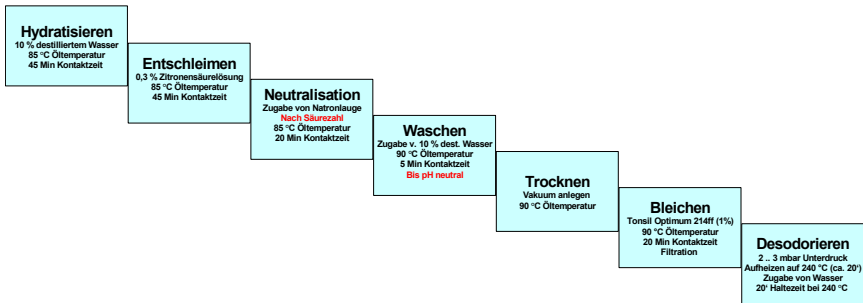 Hydratisieren
10 % destilliertem Wasser
85 °C Öltemperatur
45 Min Kontaktzeit
Entschleimen
0,3 % Zitronensäurelösung
85 °C Öltemperatur
45 Min Kontaktzeit
Neutralisation
Zugabe von Natronlauge
Nach Säurezahl
85 °C Öltemperatur
20 Min Kontaktzeit
Waschen
Zugabe v. 10 % dest. Wasser
90 °C Öltemperatur
5 Min Kontaktzeit
Bis pH neutral
Trocknen
Vakuum anlegen
90 °C Öltemperatur
Bleichen
Tonsil Optimum 214ff (1%)
90 °C Öltemperatur
20 Min Kontaktzeit
Filtration
Desodorieren
2 .. 3 mbar Unterdruck
Aufheizen auf 240 °C (ca. 20')
Zugabe von Wasser
20' Haltezeit bei 240 °C